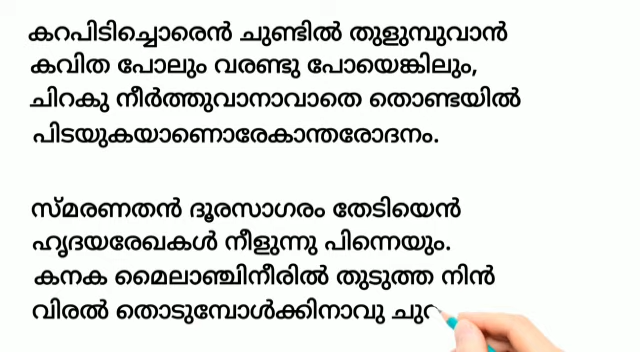 കറപിടിച്ചൊരെൻ ചുണ്ടിൽ തുളുമ്പുവാൻ
കവിത പോലും വരണ്ടു പോയെങ്കിലും,
ചിറകു നീർത്തുവാനാവാതെ തൊണ്ടയിൽ
പിടയുകയാണൊരേകാന്തരോദനം.
സ്മരണതൻ ദൂരസാഗരം തേടിയെൻ
ഹൃദയരേഖകൾ നീളുന്നു പിന്നെയും.
കനക മൈലാഞ്ചിനീരിൽ തുടുത്ത നിൻ
വിരൽ തൊടുമ്പോൾക്കിനാവു